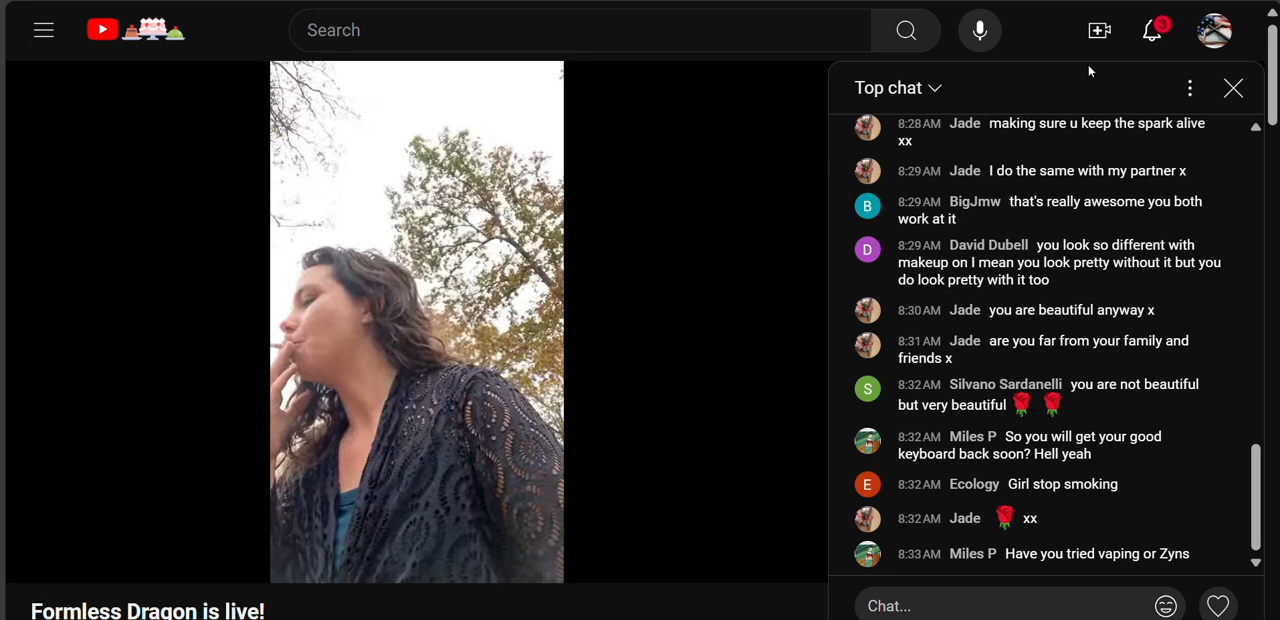 Search
3
Top chat
8:28 AM Jade making sure u keep the spark alive
xx
8:29 AM Jade I do the same with my partner x
B 8:29 AM BigJmw that's really awesome you both
work at it
D 8:29 AM David Dubell you look so different with
makeup on I mean you look pretty without it but you
do look pretty with it too
8:30 AM Jade you are beautiful anyway x
8:31 AM Jade are you far from your family and
friends x
S 8:32 AM Silvano Sardanelli you are not beautiful
but very beautiful 🌹 🌹
8:32 AM Miles P So you will get your good
keyboard back soon? Hell yeah
E 8:32 AM Ecology Girl stop smoking
8:32 AM Jade 🌹 xx
8:33 AM Miles P Have you tried vaping or Zyns
Chat...
Formless Dragon is live!